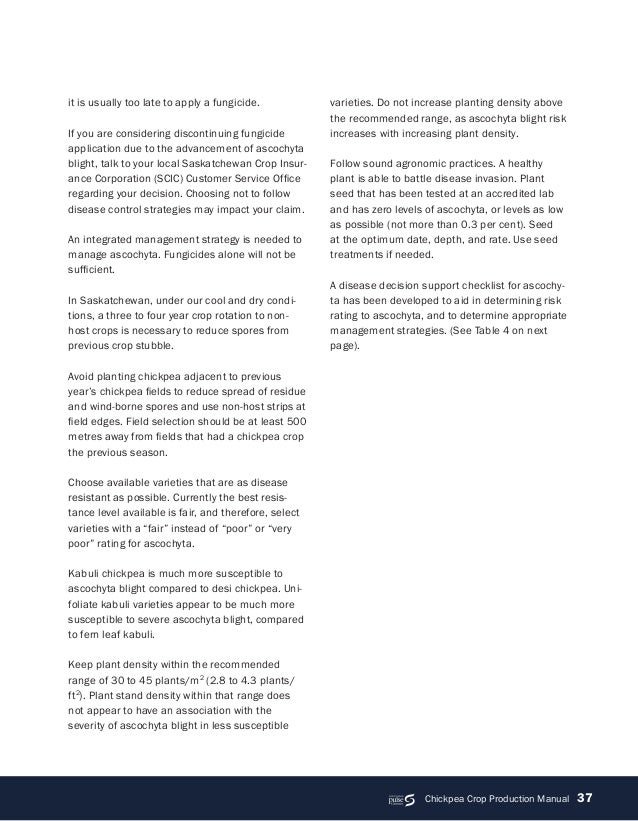 it is usually too late to apply a fungicide.
If you are considering discontinuing fungicide
application due to the advancement of ascochyta
blight, talk to your local Saskatchewan Crop Insur-
ance Corporation (SCIC) Customer Service Office
regarding your decision. Choosing not to follow
disease control strategies may impact your claim.
An integrated management strategy is needed to
manage ascochyta. Fungicides alone will not be
sufficient.
In Saskatchewan, under our cool and dry condi-
tions, a three to four year crop rotation to non-
host crops is necessary to reduce spores from
previous crop stubble.
Avoid planting chickpea adjacent to previous
year's chickpea fields to reduce spread of residue
and wind-borne spores and use non-host strips at
field edges. Field selection should be at least 500
metres away from fields that had a chickpea crop
the previous season.
Choose available varieties that are as disease
resistant as possible. Currently the best resis-
tance level available is fair, and therefore, select
varieties with a “fair” instead of “poor” or “very
poor” rating for ascochyta.
Kabuli chickpea is much more susceptible to
ascochyta blight compared to desi chickpea. Uni-
foliate kabuli varieties appear to be much more
susceptible to severe ascochyta blight, compared
to fern leaf kabuli.
Keep plant density within the recommended
range of 30 to 45 plants/m² (2.8 to 4.3 plants/
ft²). Plant stand density within that range does
not appear to have an association with the
severity of ascochyta blight in less susceptible
varieties. Do not increase planting density above
the recommended range, as ascochyta blight risk
increases with increasing plant density.
Follow sound agronomic practices. A healthy
plant is able to battle disease invasion. Plant
seed that has been tested at an accredited lab
and has zero levels of ascochyta, or levels as low
as possible (not more than 0.3 per cent). Seed
at the optimum date, depth, and rate. Use seed
treatments if needed.
A disease decision support checklist for ascochy-
ta has been developed to aid in determining risk
rating to ascochyta, and to determine appropriate
management strategies. (See Table 4 on next
page).
pulse
Chickpea Crop Production Manual 37